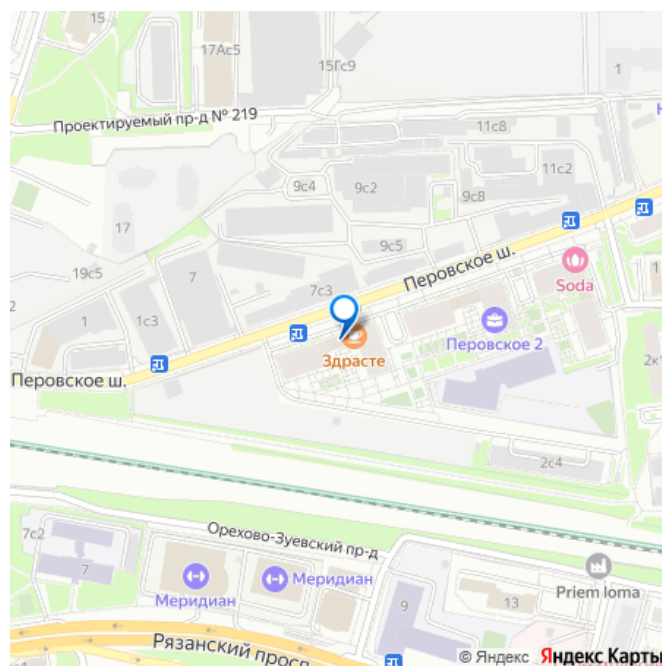 15
17Ас5
15Гс9
1
Проектируемый пр-д № 219
11с8
11с2
9с4
9с2
9с8
17
9с5
Перовское ш.
19с5
7
7с3
Soda
2
1
1с3
Здрасте
Перовское 2
2к1
Перовское ш.
2с4
7с2
Орехово-Зуевский пр-д
7
Меридиан
Меридиан
9
13
Priem loma
Рязанский просп
© Яндекс Яндекс Карты